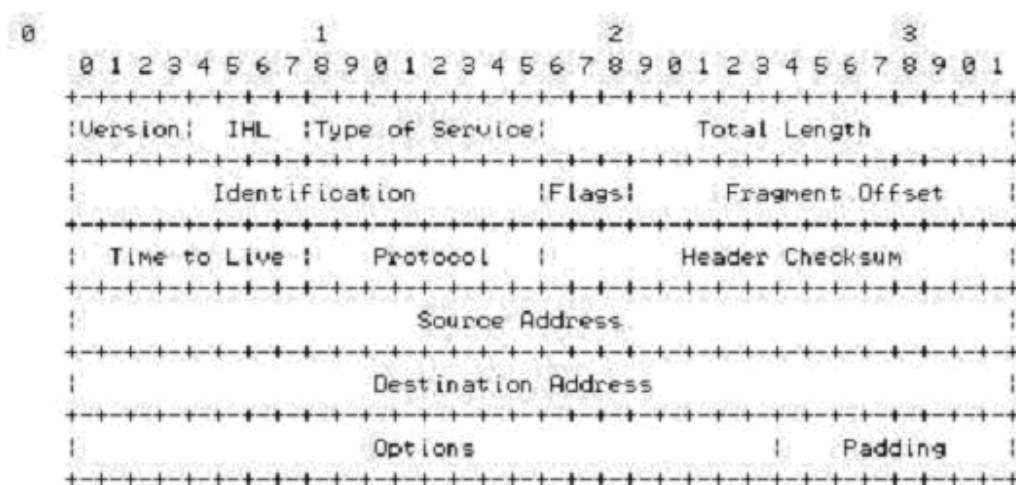 0                   1                   2                   3
 0 1 2 3 4 5 6 7 8 9 0 1 2 3 4 5 6 7 8 9 0 1 2 3 4 5 6 7 8 9 0 1
+-+-+-+-+-+-+-+-+-+-+-+-+-+-+-+-+-+-+-+-+-+-+-+-+-+-+-+-+-+-+-+-+
|Version|  IHL  |Type of Service|          Total Length         |
+-+-+-+-+-+-+-+-+-+-+-+-+-+-+-+-+-+-+-+-+-+-+-+-+-+-+-+-+-+-+-+-+
|         Identification        |Flags|      Fragment Offset    |
+-+-+-+-+-+-+-+-+-+-+-+-+-+-+-+-+-+-+-+-+-+-+-+-+-+-+-+-+-+-+-+-+
|  Time to Live |    Protocol   |         Header Checksum       |
+-+-+-+-+-+-+-+-+-+-+-+-+-+-+-+-+-+-+-+-+-+-+-+-+-+-+-+-+-+-+-+-+
|                       Source Address                          |
+-+-+-+-+-+-+-+-+-+-+-+-+-+-+-+-+-+-+-+-+-+-+-+-+-+-+-+-+-+-+-+-+
|                    Destination Address                        |
+-+-+-+-+-+-+-+-+-+-+-+-+-+-+-+-+-+-+-+-+-+-+-+-+-+-+-+-+-+-+-+-+
|                    Options                    |    Padding    |
+-+-+-+-+-+-+-+-+-+-+-+-+-+-+-+-+-+-+-+-+-+-+-+-+-+-+-+-+-+-+-+-+